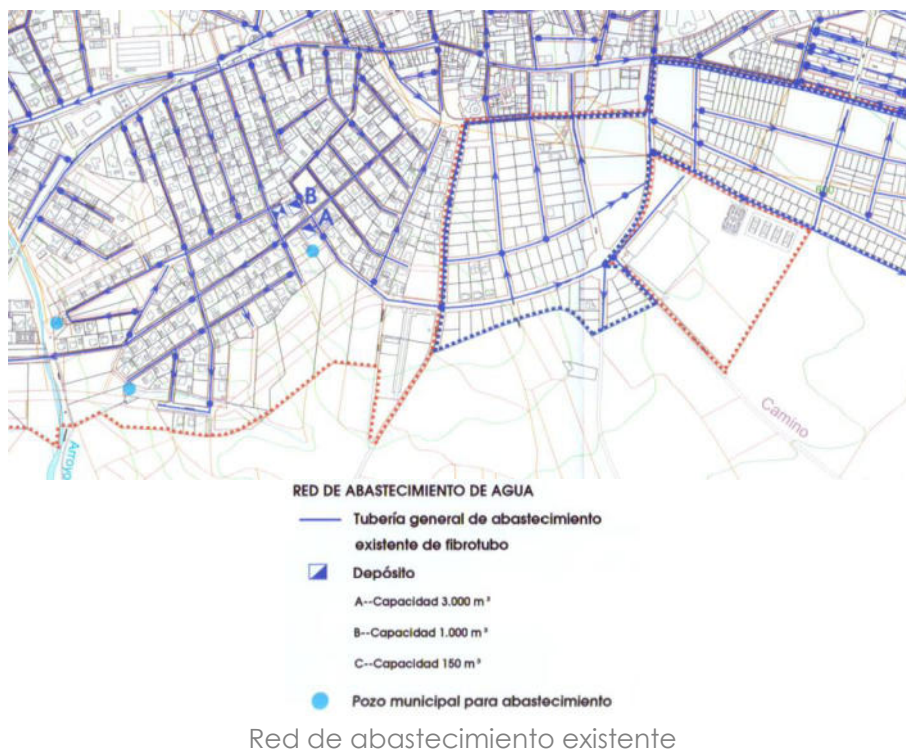 B
A
Camino
Arroyo
RED DE ABASTECIMIENTO DE AGUA
Tubería general de abastecimiento
existente de fibrotubo
Depósito
A--Capacidad 3.000 m³
B--Capacidad 1.000 m³
C--Capacidad 150 m³
Pozo municipal para abastecimiento
Red de abastecimiento existente